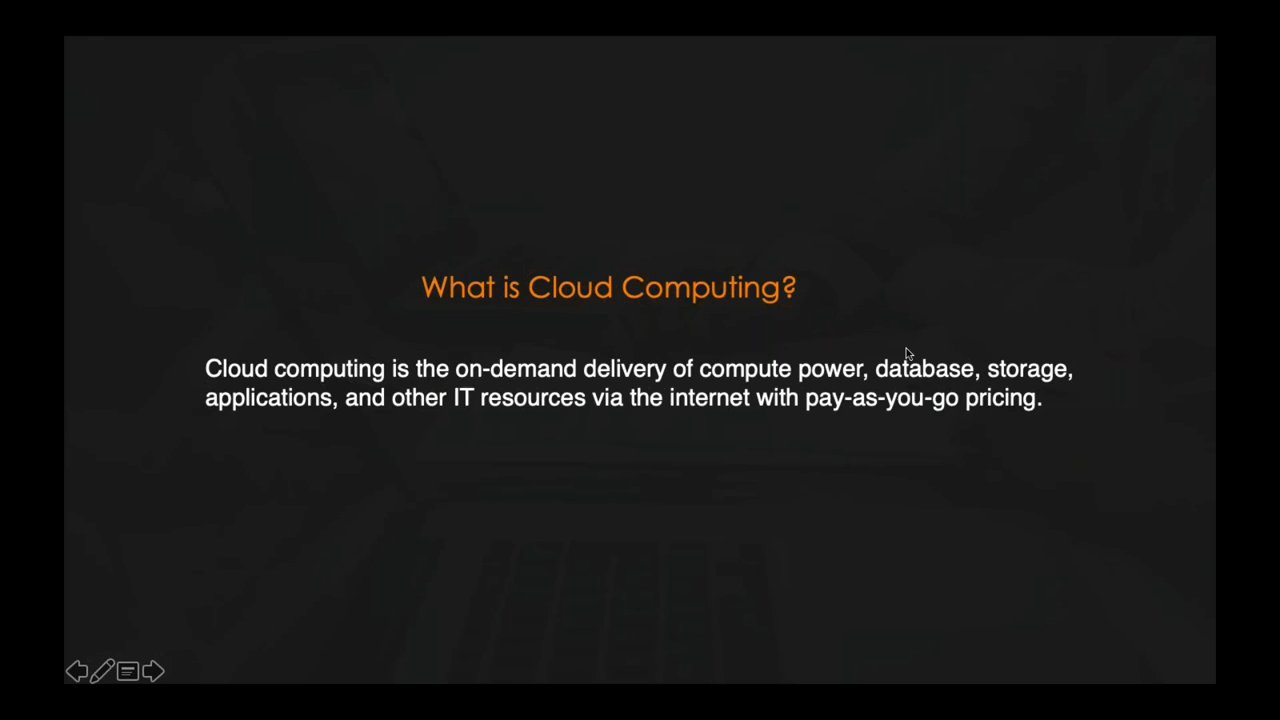 What is Cloud Computing?
Cloud computing is the on-demand delivery of compute power, database, storage,
applications, and other IT resources via the internet with pay-as-you-go pricing.